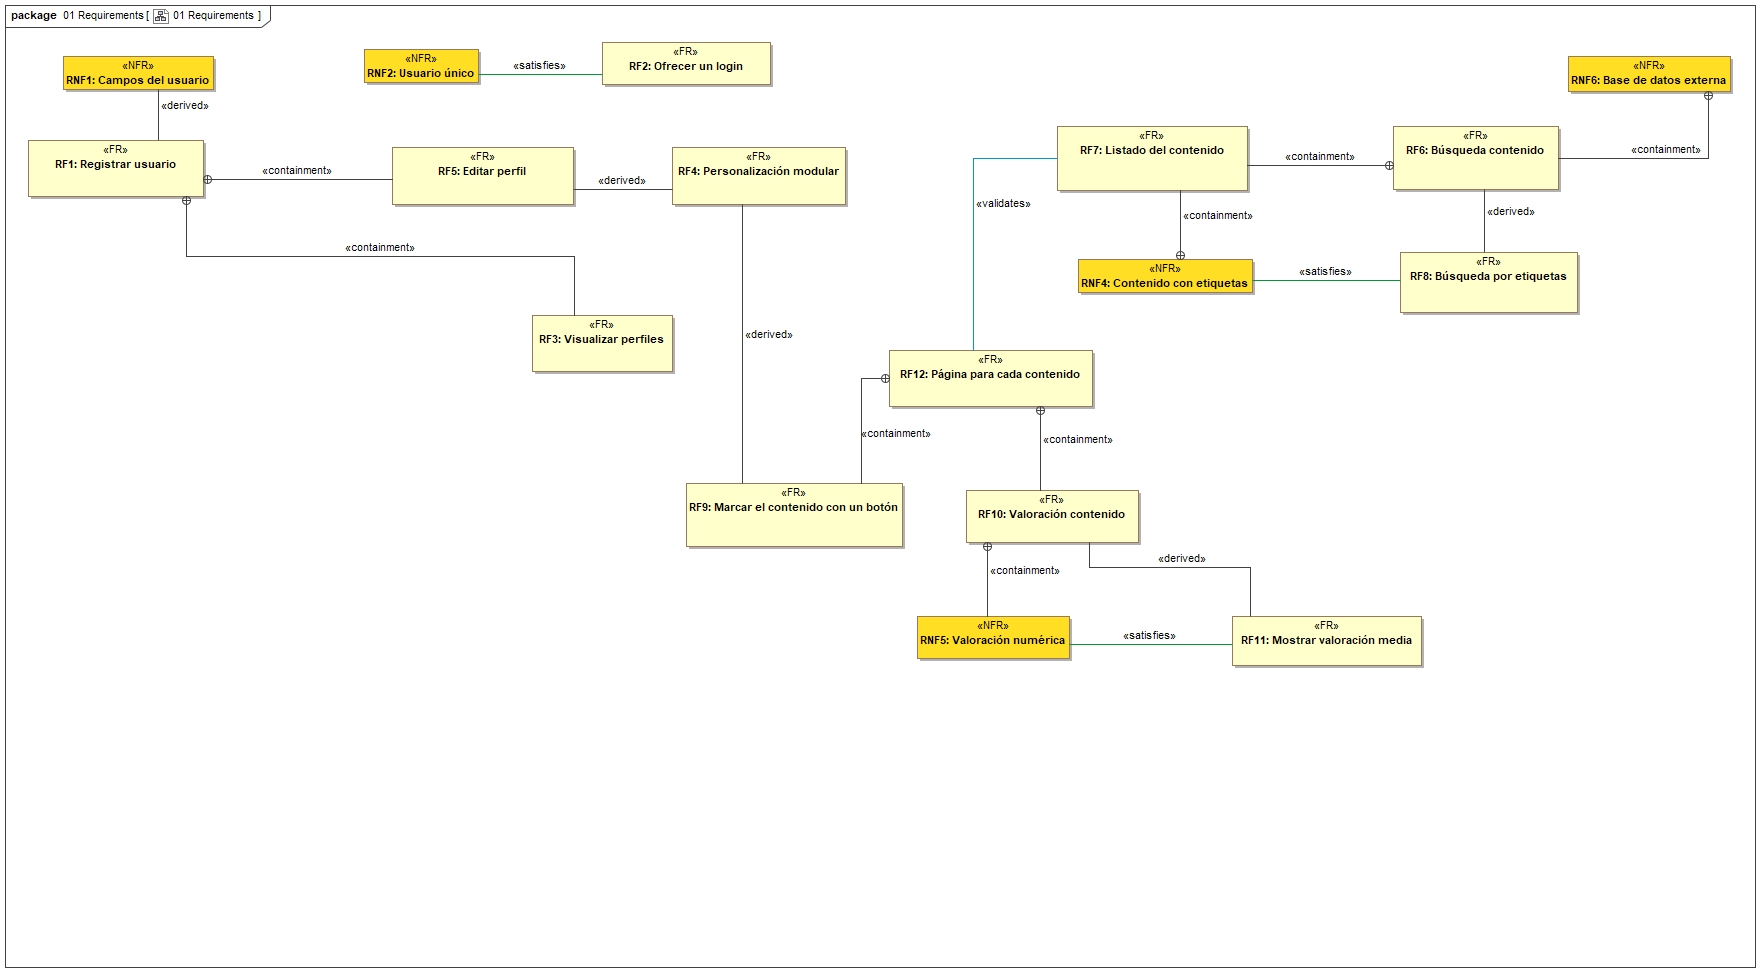 package 01 Requirements [ 01 Requirements ]
«NFR»
RNF1: Campos del usuario
«NFR»
RNF2: Usuario único
«satisfies»
«FR»
RF2: Ofrecer un login
«NFR»
RNF6: Base de datos externa
«derived»
«FR»
RF1: Registrar usuario
«containment»
«FR»
RF5: Editar perfil
«derived»
«FR»
RF4: Personalización modular
«FR»
RF7: Listado del contenido
«containment»
«FR»
RF6: Búsqueda contenido
«containment»
«validates»
«containment»
«derived»
«containment»
«NFR»
RNF4: Contenido con etiquetas
«satisfies»
«FR»
RF8: Búsqueda por etiquetas
«FR»
RF3: Visualizar perfiles
«derived»
«FR»
RF12: Página para cada contenido
«containment»
«containment»
«FR»
RF9: Marcar el contenido con un botón
«FR»
RF10: Valoración contenido
«containment»
«derived»
«NFR»
RNF5: Valoración numérica
«satisfies»
«FR»
RF11: Mostrar valoración media